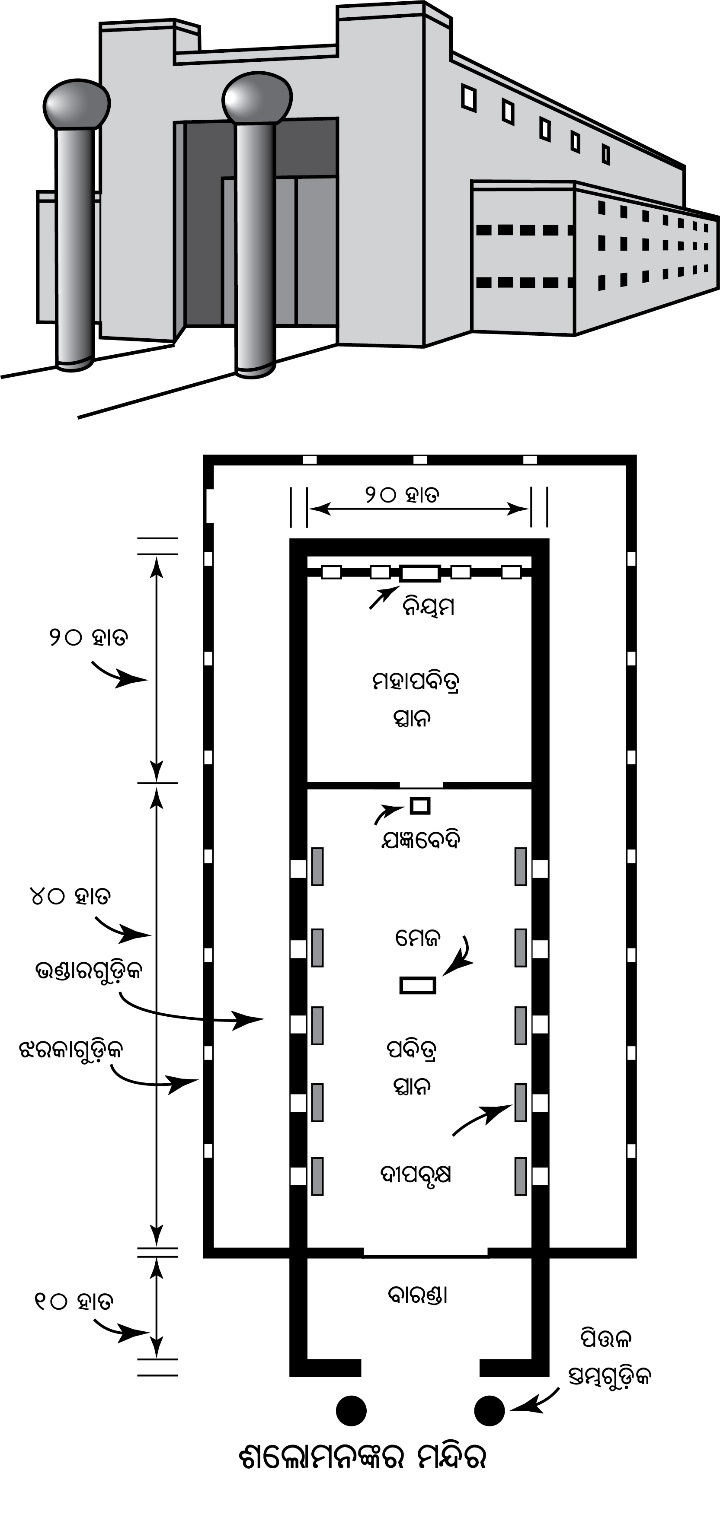 ୨୦ ହାତ
ନିୟମ
୨୦ ହାତ
ମହାପବିତ୍ର
ସ୍ଥାନ
ଯଜ୍ଞବେଦି
୪୦ ହାତ
ମେଜ
ଭଣ୍ଡାରଗୁଡ଼ିକ
ଝରକାଗୁଡ଼ିକ
ପବିତ୍ର
ସ୍ଥାନ
ଦୀପବୃକ୍ଷ
ବାରଣ୍ଡା
୧୦ ହାତ
ପିତ୍ତଳ
ସ୍ତମ୍ଭଗୁଡ଼ିକ
ଶଲୋମନଙ୍କର ମନ୍ଦିର